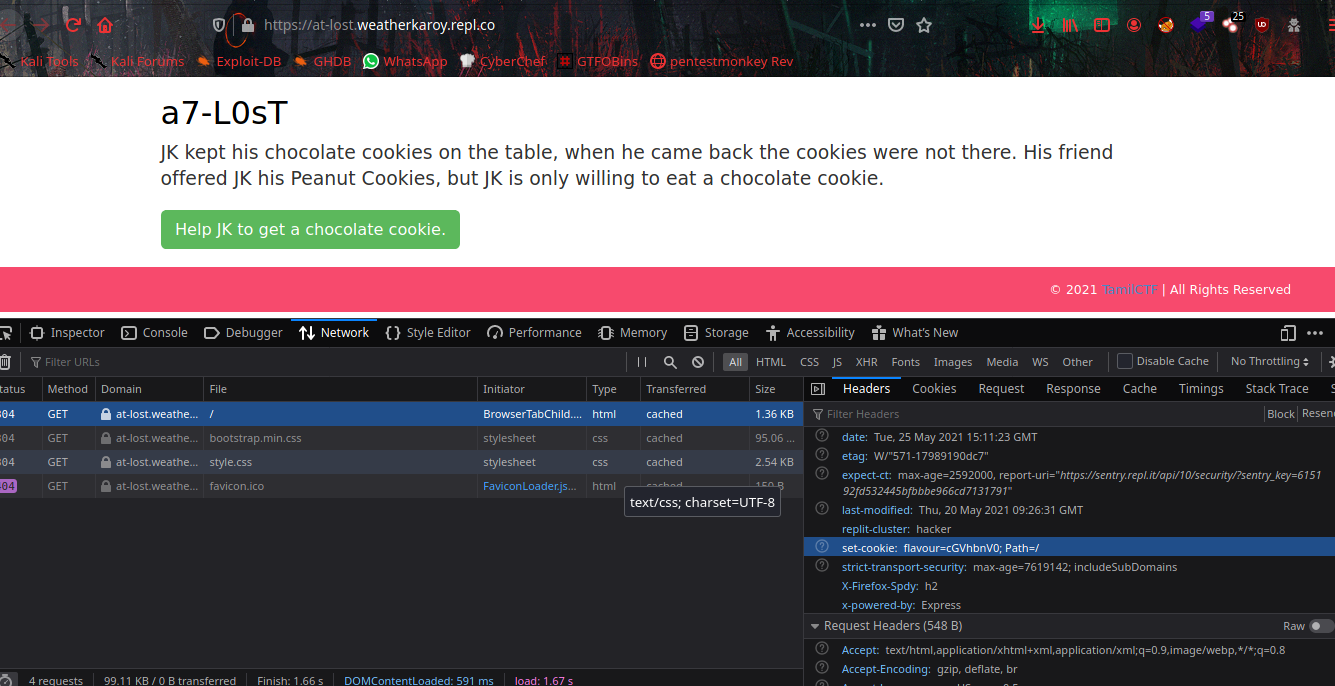 https://at-lost.weatherkaroy.repl.co
5
25
Kali Tools Kali Forums Exploit-DB GHDB WhatsApp CyberChef GTFOBins pentestmonkey Rev
a7-L0sT
JK kept his chocolate cookies on the table, when he came back the cookies were not there. His friend
offered JK his Peanut Cookies, but JK is only willing to eat a chocolate cookie.
Help JK to get a chocolate cookie.
© 2021 TamilCTF | All Rights Reserved
Inspector Console Debugger Network Style Editor Performance Memory Storage Accessibility What's New
Filter URLs All HTML CSS JS XHR Fonts Images Media WS Other Disable Cache No Throttling
tatus Method Domain File Initiator Type Transferred Size
Headers Cookies Request Response Cache Timings Stack Trace S
304 GET at-lost.weathe... / BrowserTabChild.... html cached 1.36 KB
304 GET at-lost.weathe... bootstrap.min.css stylesheet css cached 95.06 ...
304 GET at-lost.weathe... style.css stylesheet css cached 2.54 KB
404 GET at-lost.weathe... favicon.ico FaviconLoader.js... html cached 150 B
text/css; charset=UTF-8
Filter Headers Block Resen
date: Tue, 25 May 2021 15:11:23 GMT
etag: W/"571-17989190dc7"
expect-ct: max-age=2592000, report-uri="https://sentry.repl.it/api/10/security/?sentry_key=6151
92fd532445bfbbbe966cd7131791"
last-modified: Thu, 20 May 2021 09:26:31 GMT
replit-cluster: hacker
set-cookie: flavour=cGVhbnV0; Path=/
strict-transport-security: max-age=7619142; includeSubDomains
X-Firefox-Spdy: h2
x-powered-by: Express
Request Headers (548 B) Raw
Accept: text/html,application/xhtml+xml,application/xml;q=0.9,image/webp,*/*;q=0.8
Accept-Encoding: gzip, deflate, br
4 requests 99.11 KB / 0 B transferred Finish: 1.66 s DOMContentLoaded: 591 ms load: 1.67 s